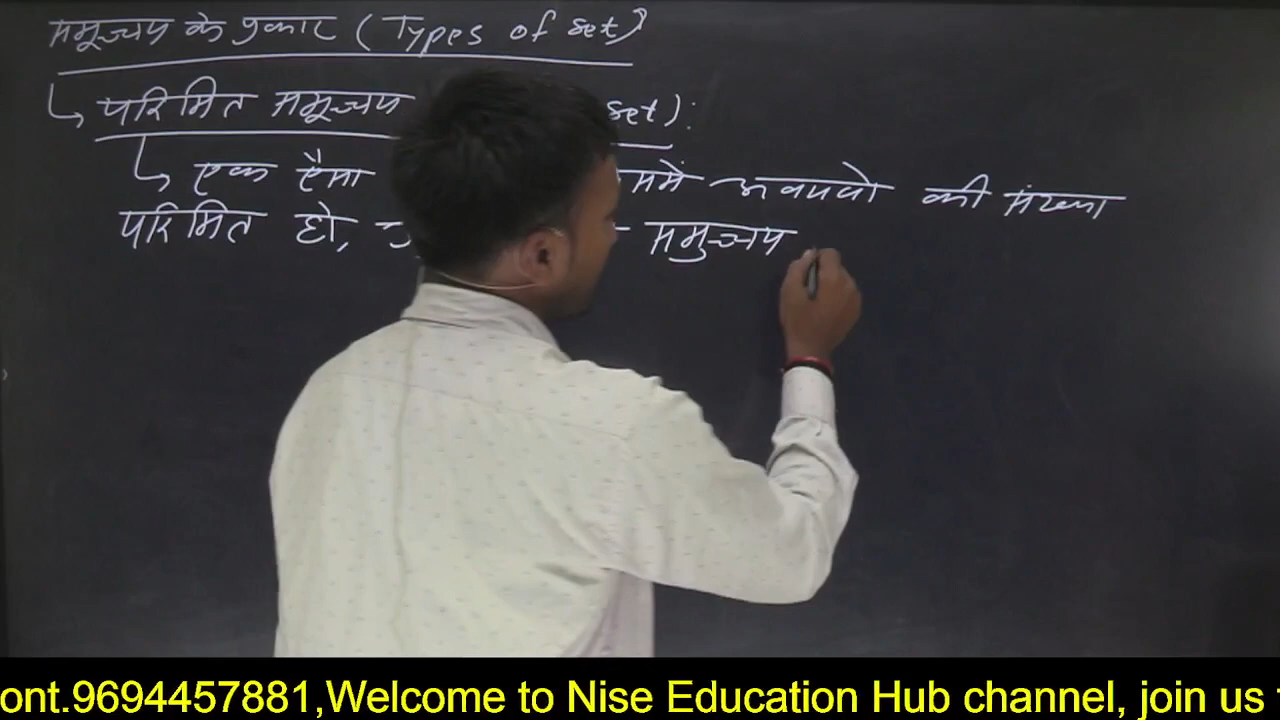 समुच्चय के प्रकार (Types of set)
परिमित समुच्चय set):
एक ऐसा समें अवयवो की संख्या
परिमित हो, समुच्चय
ont.9694457881,Welcome to Nise Education Hub channel, join us